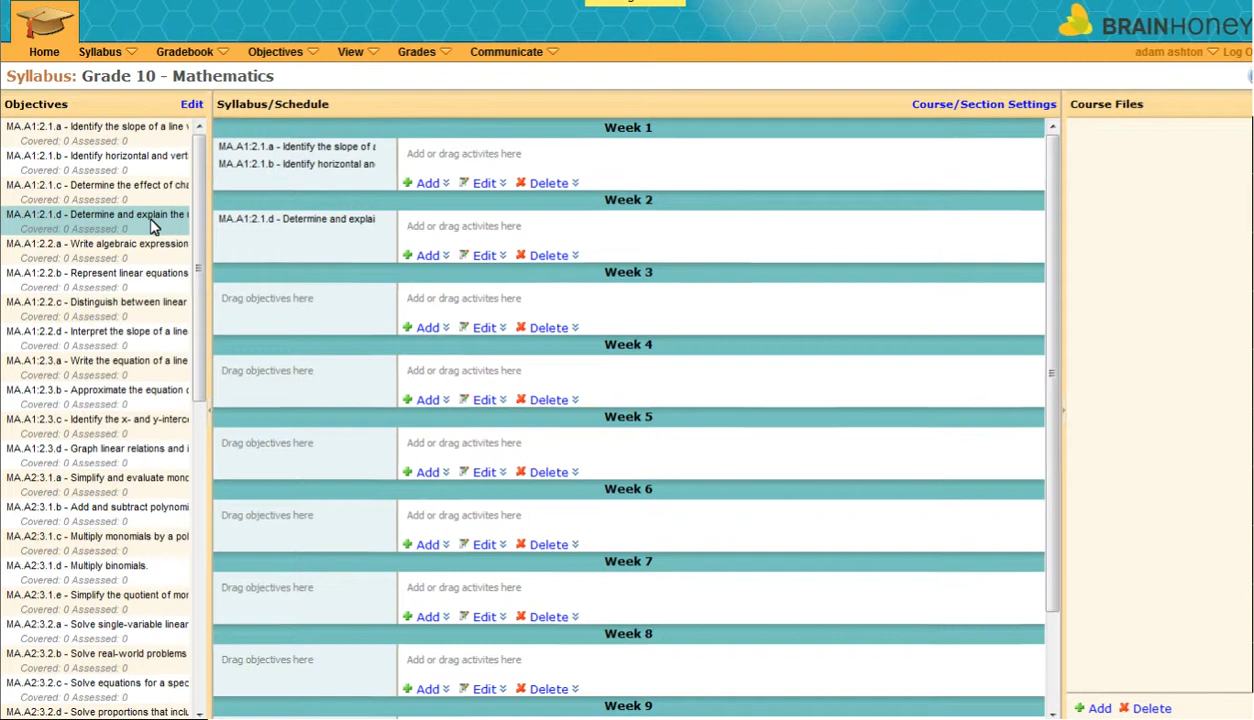 BRAINHONEY
Home Syllabus Gradebook Objectives View Grades Communicate
adam ashton Log O
Syllabus: Grade 10 - Mathematics
Objectives Edit
MA.A1:2.1.a - Identify the slope of a line
Covered: 0 Assessed: 0
MA.A1:2.1.b - Identify horizontal and vert
Covered: 0 Assessed: 0
MA.A1:2.1.c - Determine the effect of cha
Covered: 0 Assessed: 0
MA.A1:2.1.d - Determine and explain the
Covered: 0 Assessed: 0
MA.A1:2.2.a - Write algebraic expression
Covered: 0 Assessed: 0
MA.A1:2.2.b - Represent linear equations
Covered: 0 Assessed: 0
MA.A1:2.2.c - Distinguish between linear
Covered: 0 Assessed: 0
MA.A1:2.2.d - Interpret the slope of a line
Covered: 0 Assessed: 0
MA.A1:2.3.a - Write the equation of a line
Covered: 0 Assessed: 0
MA.A1:2.3.b - Approximate the equation
Covered: 0 Assessed: 0
MA.A1:2.3.c - Identify the x- and y-interc
Covered: 0 Assessed: 0
MA.A1:2.3.d - Graph linear relations and i
Covered: 0 Assessed: 0
MA.A2:3.1.a - Simplify and evaluate mono
Covered: 0 Assessed: 0
MA.A2:3.1.b - Add and subtract polynomi
Covered: 0 Assessed: 0
MA.A2:3.1.c - Multiply monomials by a pol
Covered: 0 Assessed: 0
MA.A2:3.1.d - Multiply binomials.
Covered: 0 Assessed: 0
MA.A2:3.1.e - Simplify the quotient of mor
Covered: 0 Assessed: 0
MA.A2:3.2.a - Solve single-variable linear
Covered: 0 Assessed: 0
MA.A2:3.2.b - Solve real-world problems
Covered: 0 Assessed: 0
MA.A2:3.2.c - Solve equations for a spec
Covered: 0 Assessed: 0
MA.A2:3.2.d - Solve proportions that inclu
Syllabus/Schedule Course/Section Settings
Week 1
MA.A1:2.1.a - Identify the slope of a
MA.A1:2.1.b - Identify horizontal an
Add or drag activites here
Add Edit Delete
Week 2
MA.A1:2.1.d - Determine and explai
Add or drag activites here
Add Edit Delete
Week 3
Drag objectives here Add or drag activites here
Add Edit Delete
Week 4
Drag objectives here Add or drag activites here
Add Edit Delete
Week 5
Drag objectives here Add or drag activites here
Add Edit Delete
Week 6
Drag objectives here Add or drag activites here
Add Edit Delete
Week 7
Drag objectives here Add or drag activites here
Add Edit Delete
Week 8
Drag objectives here Add or drag activites here
Add Edit Delete
Week 9
Course Files
Add Delete